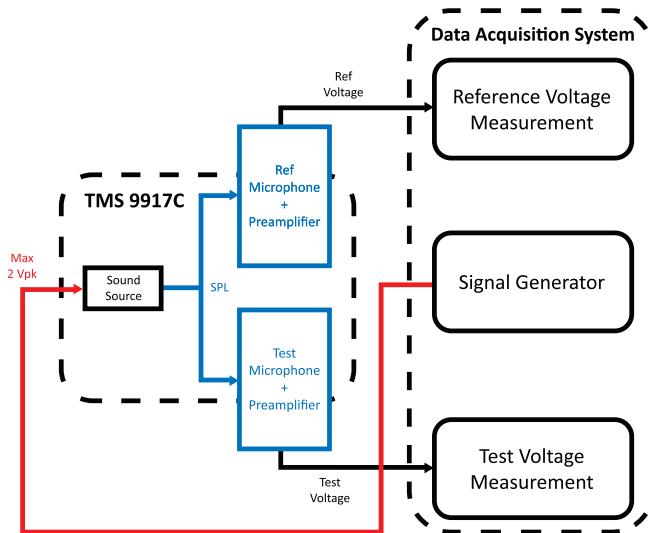 Data Acquisition System
Ref
Voltage
Reference Voltage
Measurement
Ref
Microphone
+
Preamplifier
TMS 9917C
Max
2 Vpk
Sound
Source
SPL
Signal Generator
Test
Microphone
+
Preamplifier
Test Voltage
Measurement
Test
Voltage